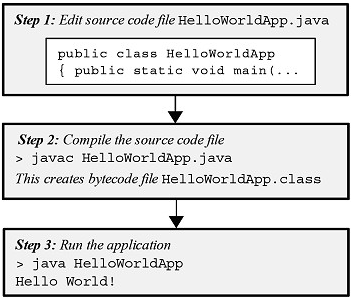 Step 1: Edit source code file HelloWorldApp.java
public class HelloWorldApp
{ public static void main(...
Step 2: Compile the source code file
> javac HelloWorldApp.java
This creates bytecode file HelloWorldApp.class
Step 3: Run the application
> java HelloWorldApp
Hello World!